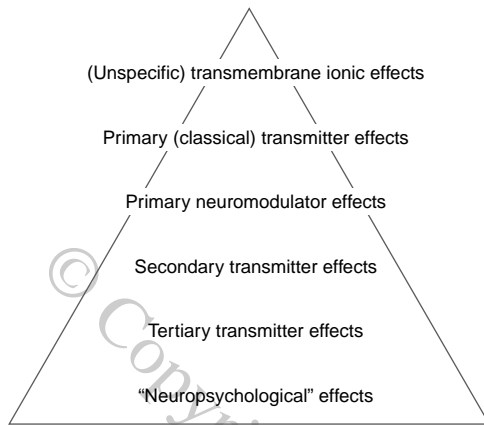 (Unspecific) transmembrane ionic effects
Primary (classical) transmitter effects
Primary neuromodulator effects
Secondary transmitter effects
Tertiary transmitter effects
“Neuropsychological” effects
©